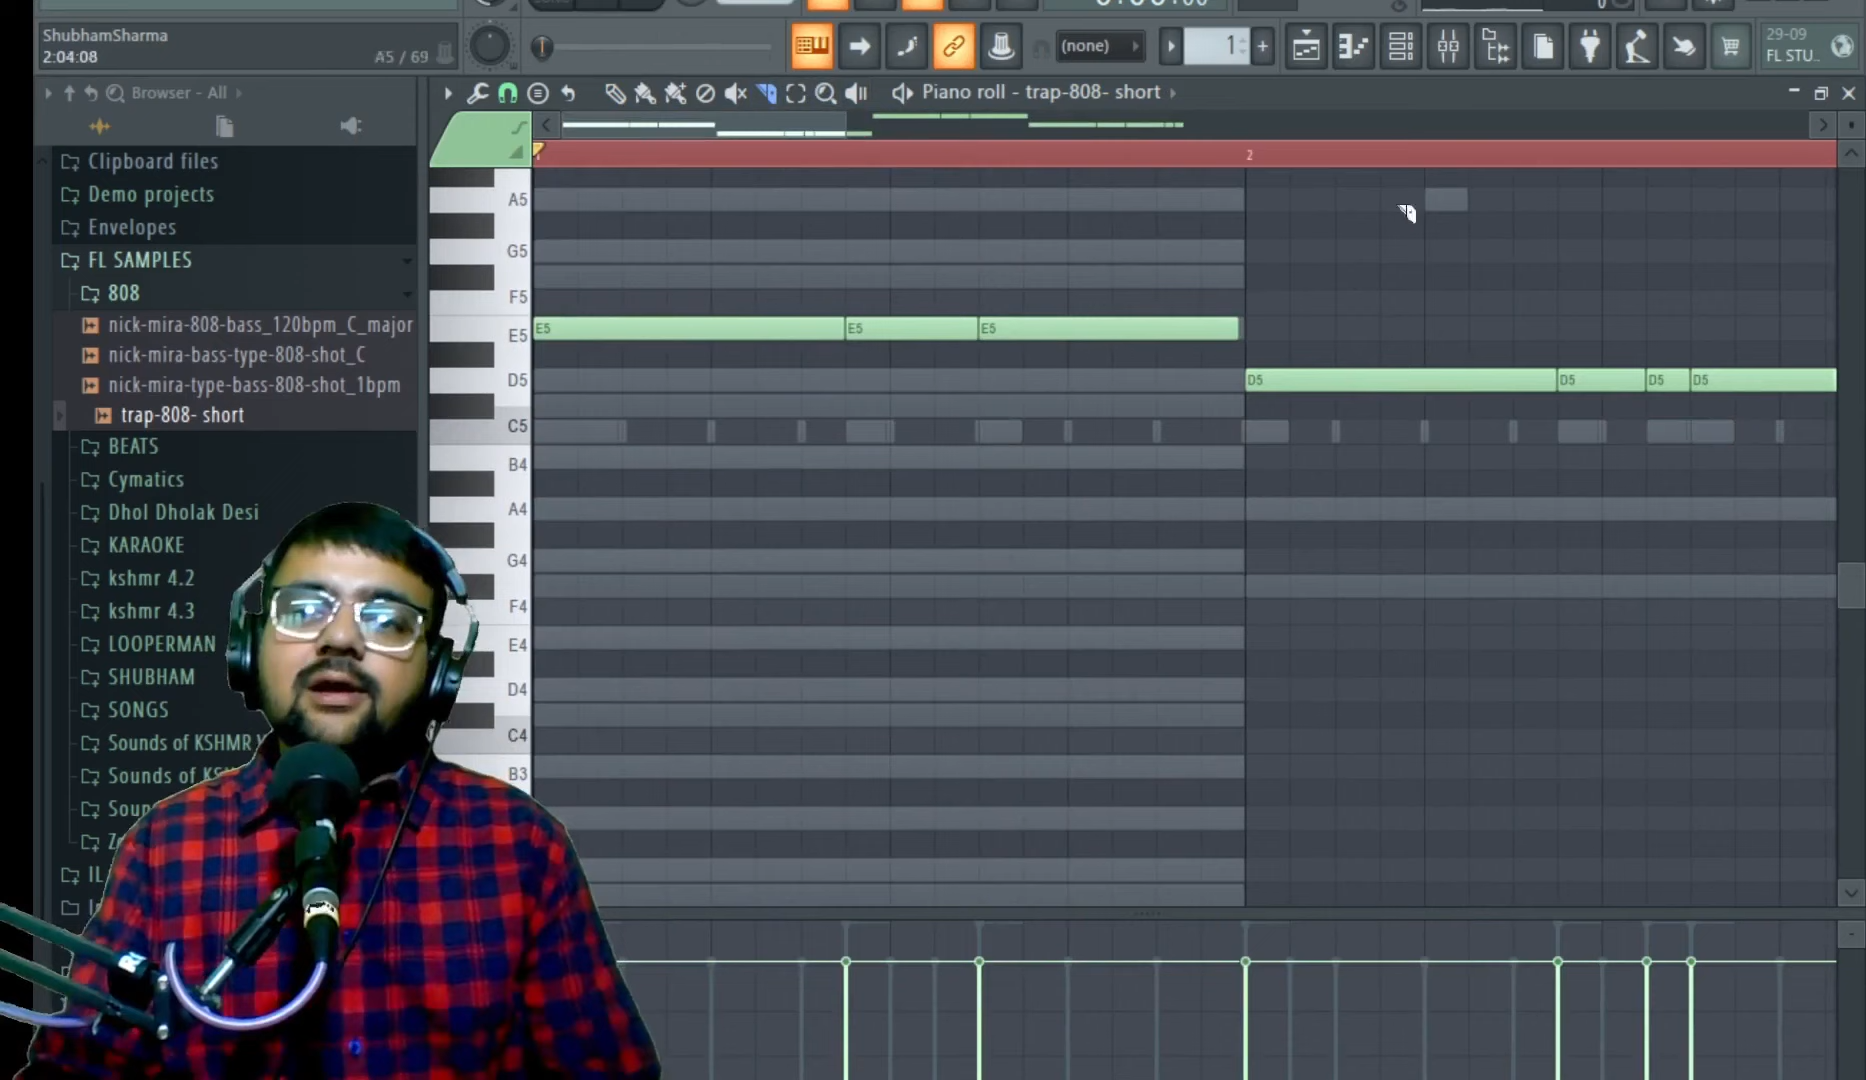 ShubhamSharma
2:04:08
A5 / 69
(none)
1
29-09
FL STU..
Browser - All
Piano roll - trap-808- short
2
Clipboard files
Demo projects
Envelopes
FL SAMPLES
808
nick-mira-808-bass_120bpm_C_major
nick-mira-bass-type-808-shot_C
nick-mira-type-bass-808-shot_1bpm
trap-808- short
BEATS
Cymatics
Dhol Dholak Desi
KARAOKE
kshmr 4.2
kshmr 4.3
LOOPERMAN
SHUBHAM
SONGS
Sounds of KSHMR
Sounds of
IL
A5
G5
F5
E5
E5
E5
E5
D5
D5
D5
D5
D5
C5
B4
A4
G4
F4
E4
D4
C4
B3